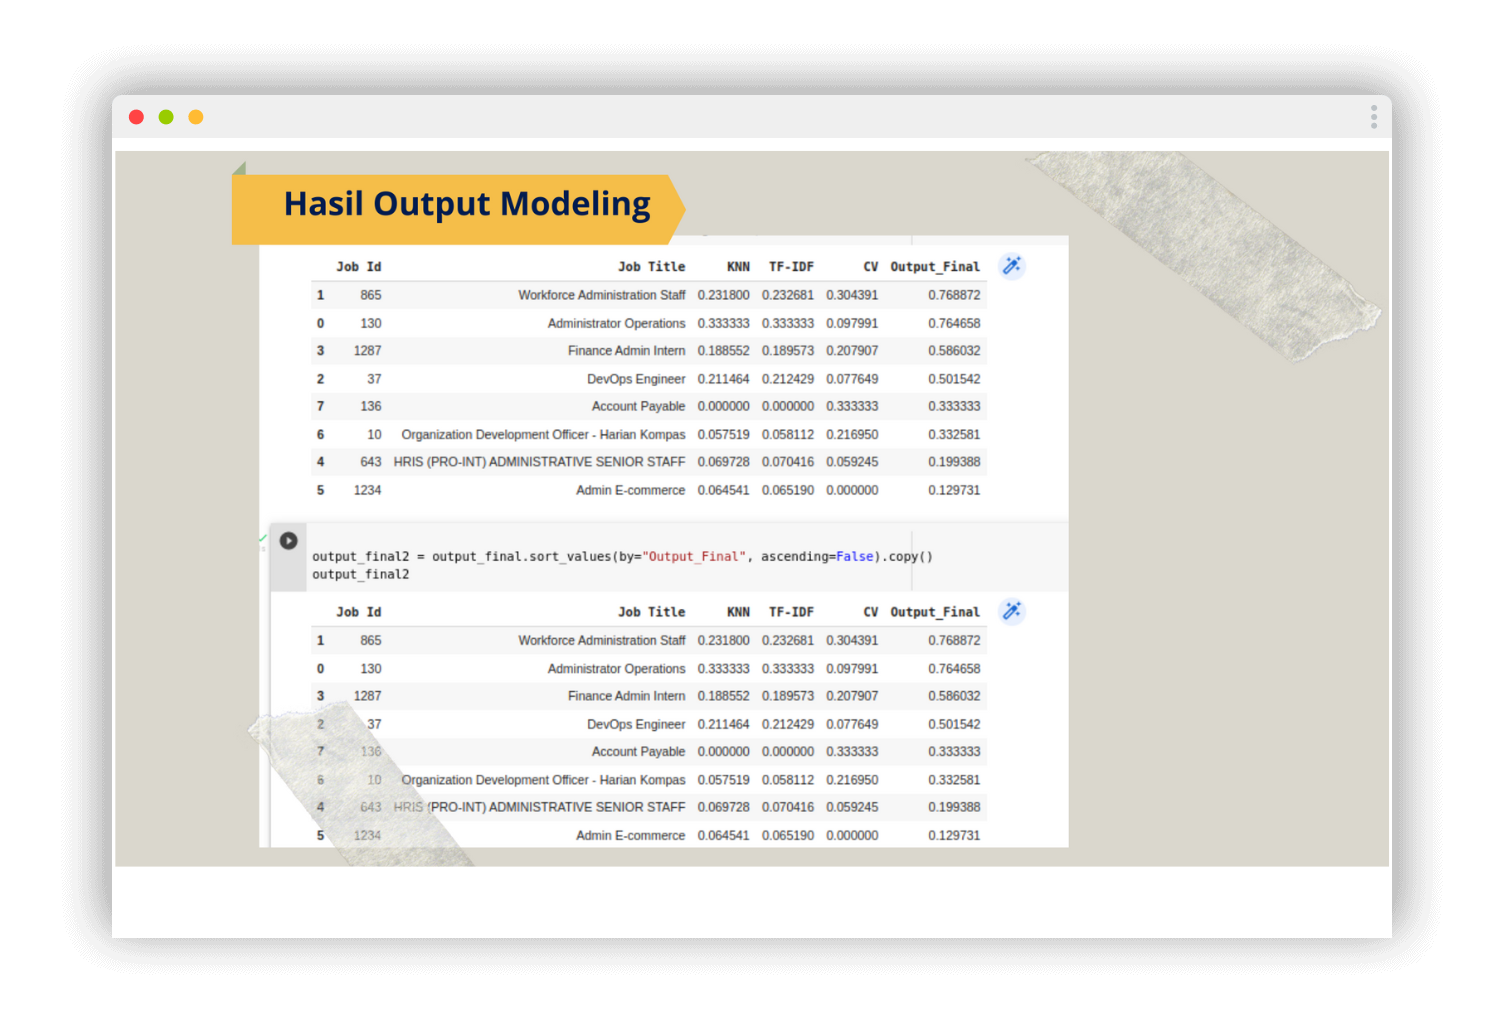 Hasil Output Modeling
Job Id Job Title KNN TF-IDF CV Output_Final
1 865 Workforce Administration Staff 0.231800 0.232681 0.304391 0.768872
0 130 Administrator Operations 0.333333 0.333333 0.097991 0.764658
3 1287 Finance Admin Intern 0.188552 0.189573 0.207907 0.586032
2 37 DevOps Engineer 0.211464 0.212429 0.077649 0.501542
7 136 Account Payable 0.000000 0.000000 0.333333 0.333333
6 10 Organization Development Officer - Harian Kompas 0.057519 0.058112 0.216950 0.332581
4 643 HRIS (PRO-INT) ADMINISTRATIVE SENIOR STAFF 0.069728 0.070416 0.059245 0.199388
5 1234 Admin E-commerce 0.064541 0.065190 0.000000 0.129731
output_final2 = output_final.sort_values(by="Output_Final", ascending=False).copy()
output_final2
Job Id Job Title KNN TF-IDF CV Output_Final
1 865 Workforce Administration Staff 0.231800 0.232681 0.304391 0.768872
0 130 Administrator Operations 0.333333 0.333333 0.097991 0.764658
3 1287 Finance Admin Intern 0.188552 0.189573 0.207907 0.586032
2 37 DevOps Engineer 0.211464 0.212429 0.077649 0.501542
7 136 Account Payable 0.000000 0.000000 0.333333 0.333333
6 10 Organization Development Officer - Harian Kompas 0.057519 0.058112 0.216950 0.332581
4 643 HRIS (PRO-INT) ADMINISTRATIVE SENIOR STAFF 0.069728 0.070416 0.059245 0.199388
5 1234 Admin E-commerce 0.064541 0.065190 0.000000 0.129731